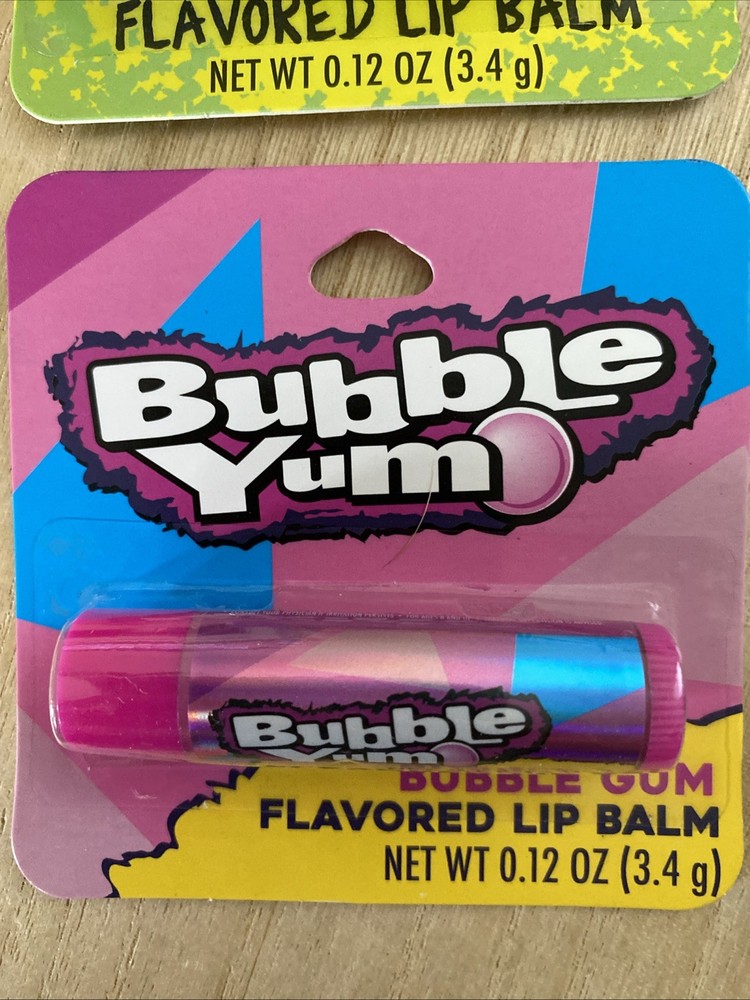 FLAVORED LIP BALM
NET WT 0.12 OZ (3.4 g)
Bubble
Yum
Bubble
Yum
BUBBLE GUM
FLAVORED LIP BALM
NET WT 0.12 OZ (3.4 g)